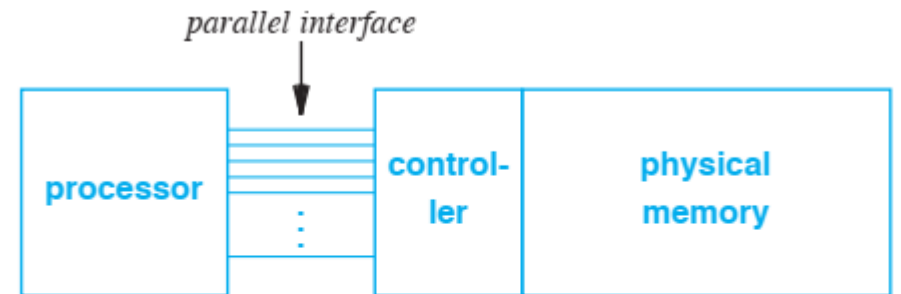 parallel interface
processor
control-
ler
physical
memory